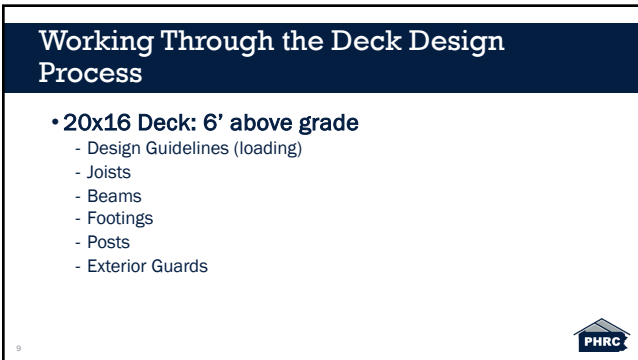 Working Through the Deck Design
Process
•20x16 Deck: 6’ above grade
- Design Guidelines (loading)
- Joists
- Beams
- Footings
- Posts
- Exterior Guards
9
PHRC